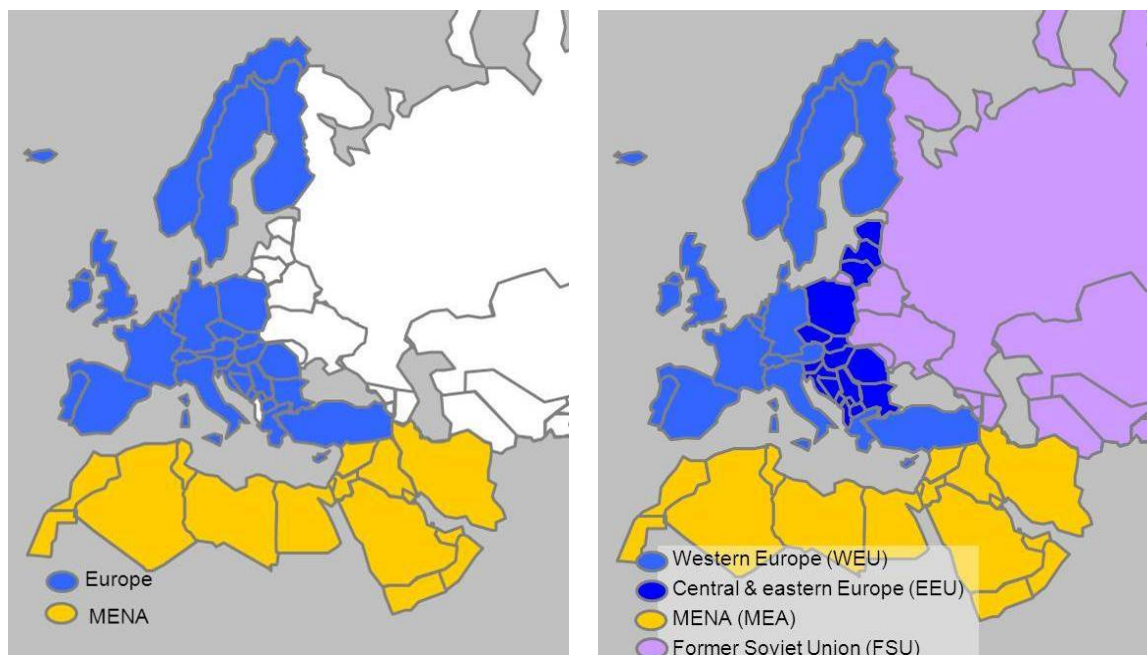 Europe
MENA
Western Europe (WEU)
Central & eastern Europe (EEU)
MENA (MEA)
Former Soviet Union (FSU)